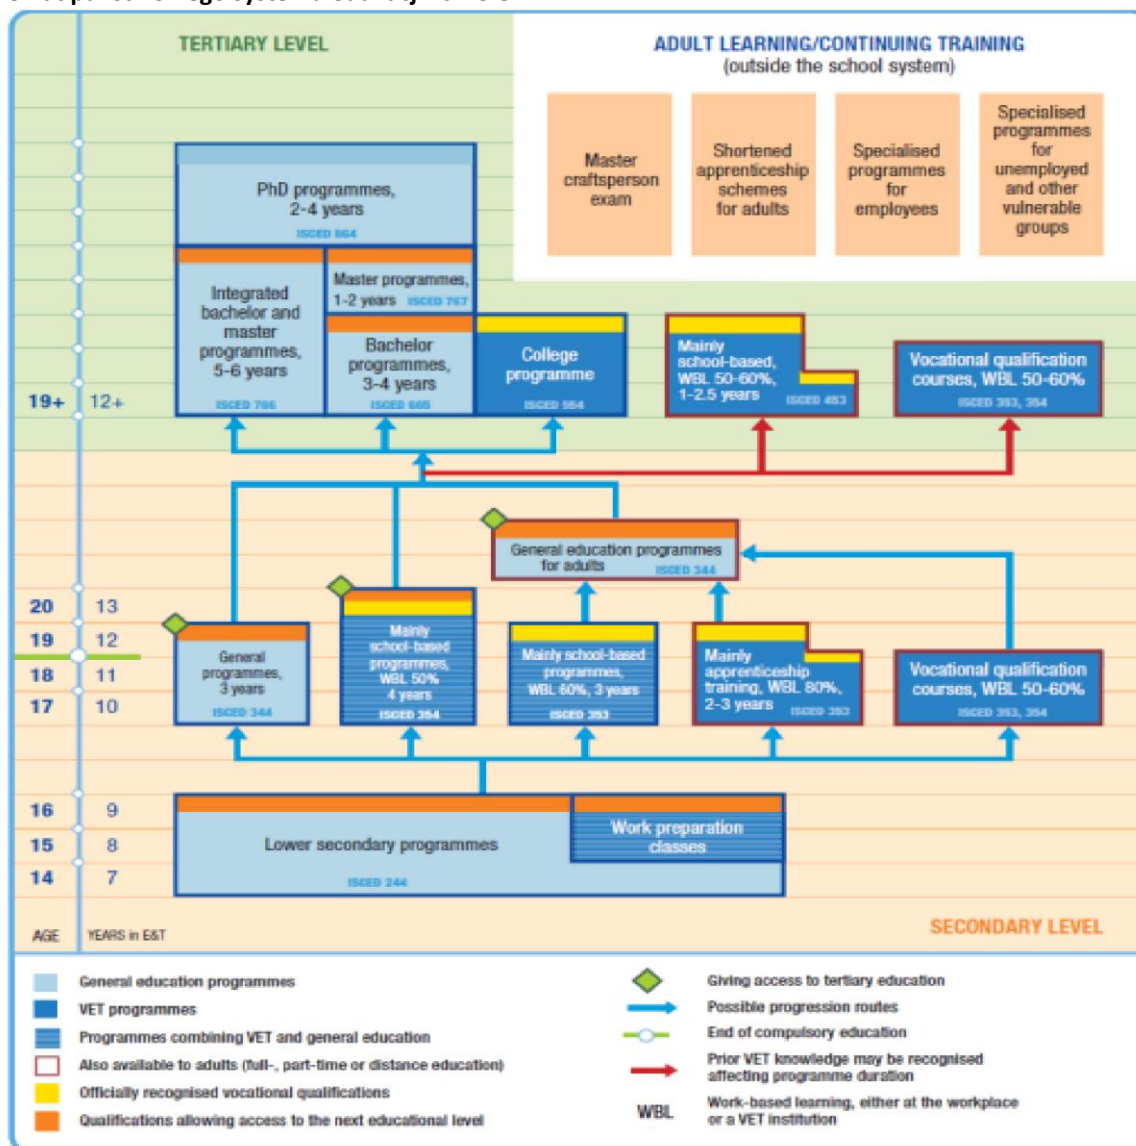 TERTIARY LEVEL
ADULT LEARNING/CONTINUING TRAINING
(outside the school system)
Master
craftsperson
exam
Shortened
apprenticeship
schemes
for adults
Specialised
programmes
for
employees
Specialised
programmes
for
unemployed
and other
vulnerable
groups
PhD programmes,
2-4 years
ISCED 864
Integrated
bachelor and
master
programmes,
5-6 years
ISCED 766
Master programmes,
1-2 years ISCED 767
Bachelor
programmes,
3-4 years
ISCED 665
College
programme
ISCED 554
Mainly
school-based,
WBL 50-60%,
1-2.5 years ISCED 453
Vocational qualification
courses, WBL 50-60%
ISCED 353, 354
19+ 12+
General education programmes
for adults ISCED 344
20 13
19 12
18 11
17 10
General
programmes,
3 years
ISCED 344
Mainly
school-based
programmes,
WBL 50%
4 years
ISCED 354
Mainly school-based
programmes,
WBL 60%, 3 years
ISCED 353
Mainly
apprenticeship
training, WBL 80%,
2-3 years ISCED 353
Vocational qualification
courses, WBL 50-60%
ISCED 353, 354
16 9
15 8
14 7
Lower secondary programmes
ISCED 244
Work preparation
classes
AGE YEARS in E&T
SECONDARY LEVEL
General education programmes
VET programmes
Programmes combining VET and general education
Also available to adults (full-, part-time or distance education)
Officially recognised vocational qualifications
Qualifications allowing access to the next educational level
Giving access to tertiary education
Possible progression routes
End of compulsory education
Prior VET knowledge may be recognised
affecting programme duration
WBL Work-based learning, either at the workplace
or a VET institution